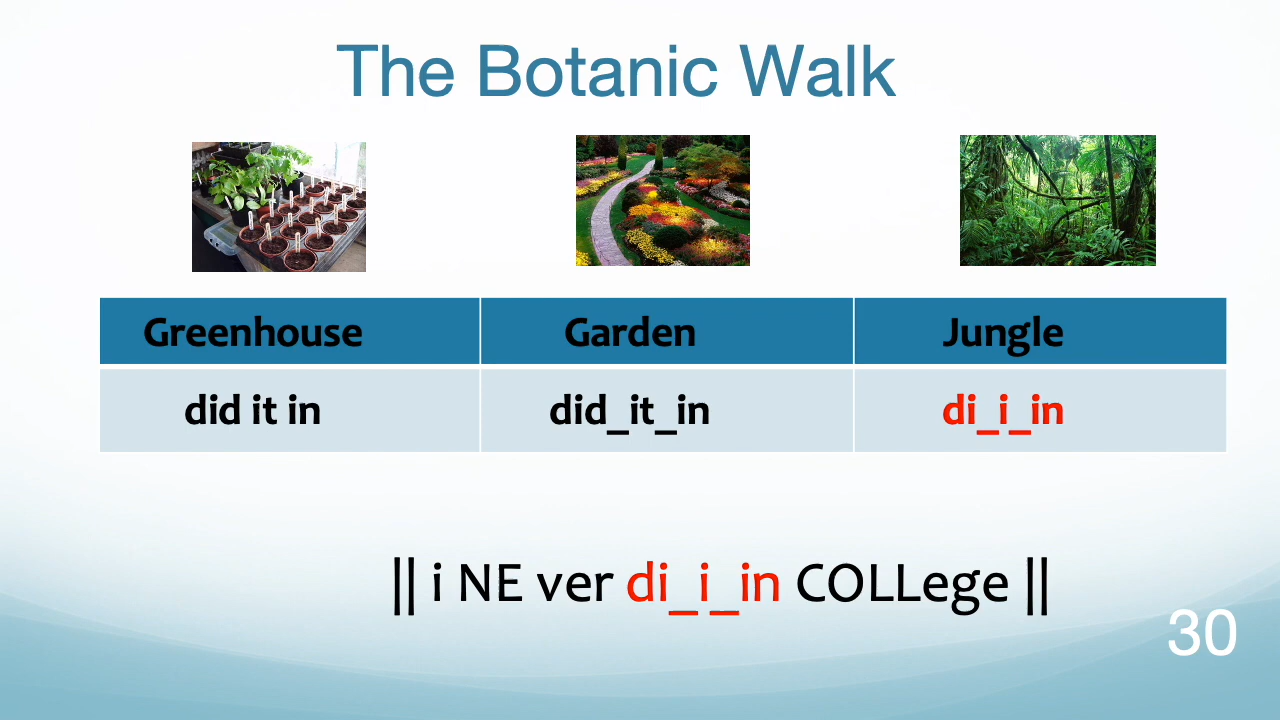 The Botanic Walk
Greenhouse Garden Jungle
did it in did_it_in di_i_in
|| i NE ver di_i_in COLLege ||
30